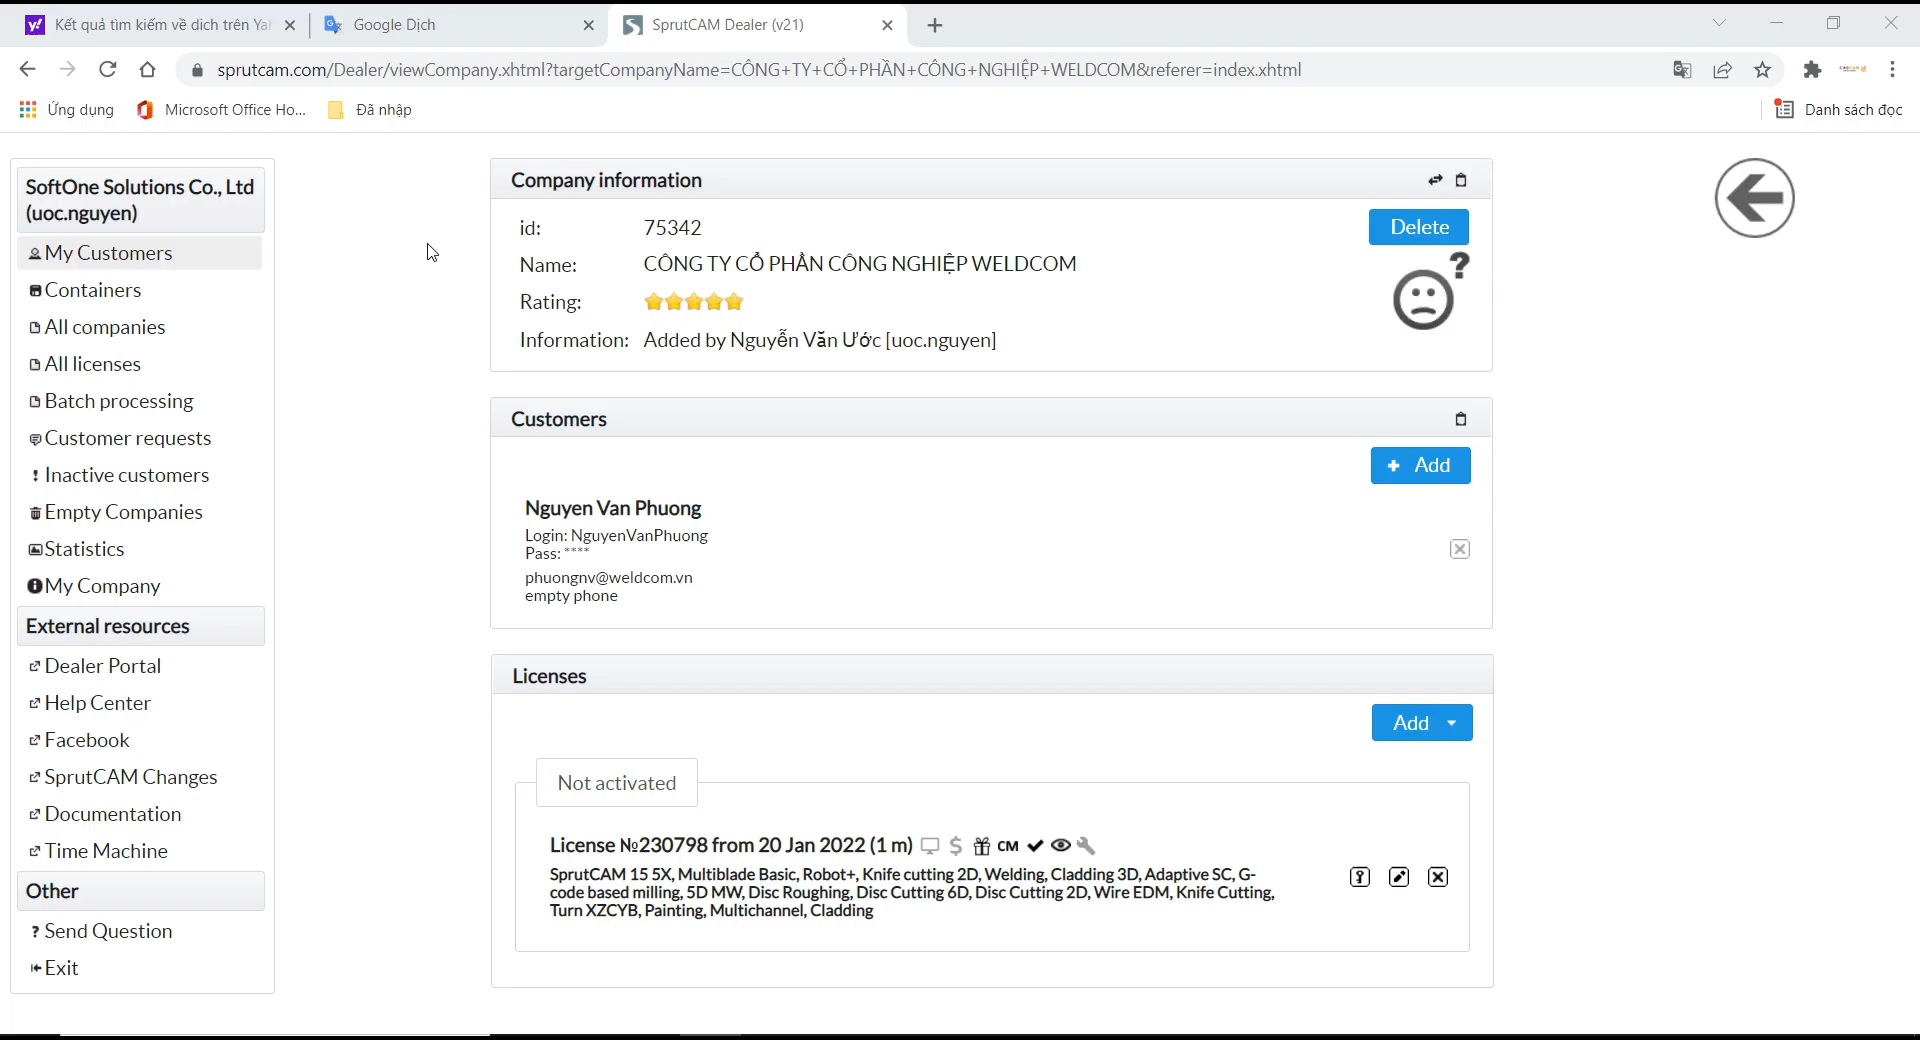 Kết quả tìm kiếm về dich trên Yah
Google Dịch
SprutCAM Dealer (v21)
sprutcam.com/Dealer/viewCompany.xhtml?targetCompanyName=CÔNG+TY+CỔ+PHẦN+CÔNG+NGHIỆP+WELDCOM&referer=index.xhtml
Ứng dụng
Microsoft Office Ho...
Đã nhập
Danh sách đọc
SoftOne Solutions Co., Ltd
(uoc.nguyen)
My Customers
Containers
All companies
All licenses
Batch processing
Customer requests
Inactive customers
Empty Companies
Statistics
My Company
External resources
Dealer Portal
Help Center
Facebook
SprutCAM Changes
Documentation
Time Machine
Other
Send Question
Exit
Company information
id: 75342
Delete
Name: CÔNG TY CỔ PHẦN CÔNG NGHIỆP WELDCOM
Rating:
Information: Added by Nguyễn Văn Ước [uoc.nguyen]
Customers
Add
Nguyen Van Phuong
Login: NguyenVanPhuong
Pass: ****
phuongnv@weldcom.vn
empty phone
Licenses
Add
Not activated
License №230798 from 20 Jan 2022 (1 m) CM
SprutCAM 15 5X, Multiblade Basic, Robot+, Knife cutting 2D, Welding, Cladding 3D, Adaptive SC, G-
code based milling, 5D MW, Disc Roughing, Disc Cutting 6D, Disc Cutting 2D, Wire EDM, Knife Cutting,
Turn XZCYB, Painting, Multichannel, Cladding